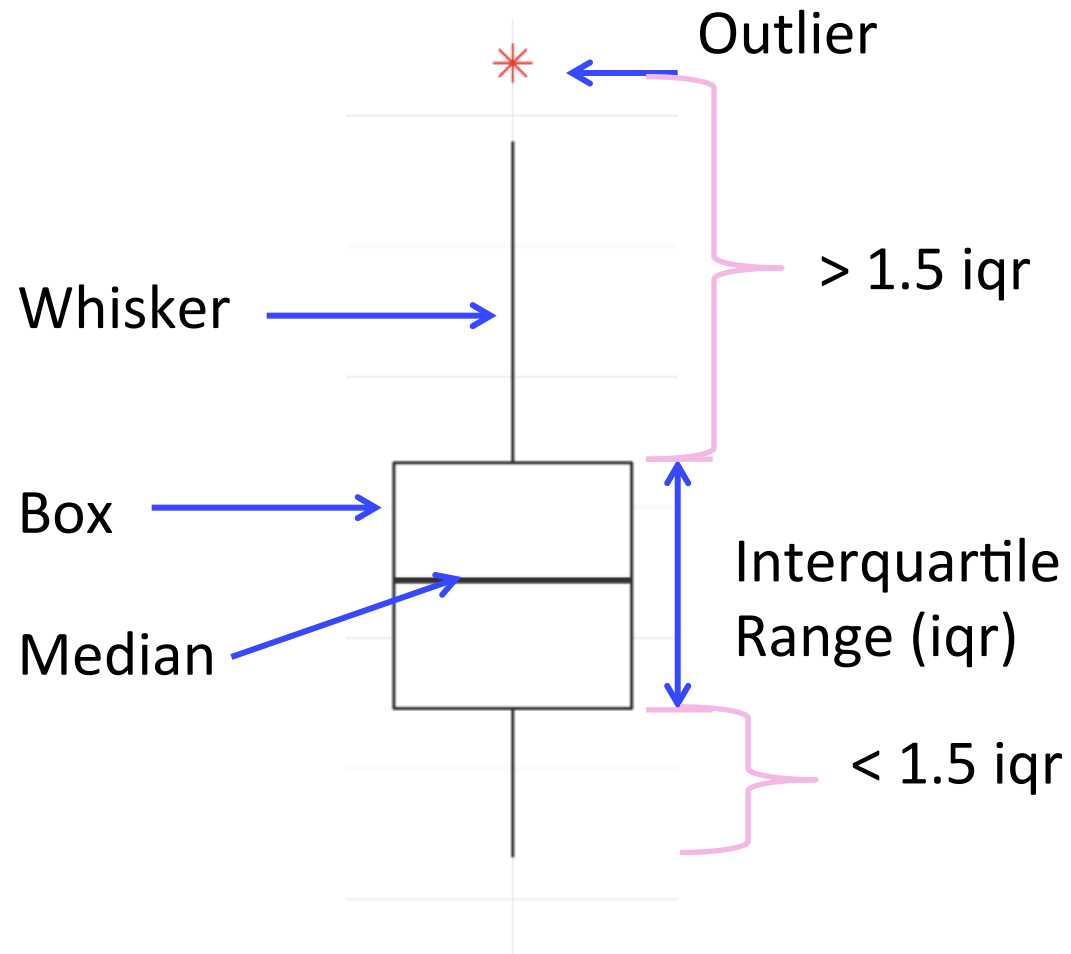 Outlier
> 1.5 iqr
Whisker
Box
Interquartile
Range (iqr)
Median
< 1.5 iqr